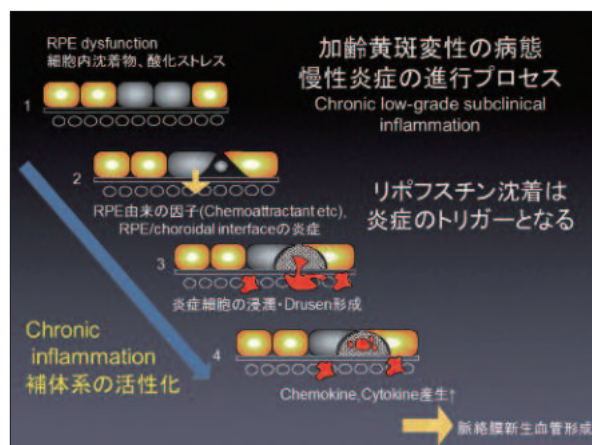 RPE dysfunction
細胞内沈着物、酸化ストレス
加齢黄斑変性の病態
慢性炎症の進行プロセス
Chronic low-grade subclinical
inflammation
1
2
RPE由来の因子(Chemoattractant etc),
RPE/choroidal interfaceの炎症
リポフスチン沈着は
炎症のトリガーとなる
3
炎症細胞の浸潤・Drusen形成
Chronic
inflammation
補体系の活性化
4
Chemokine,Cytokine産生↑
脈絡膜新生血管形成